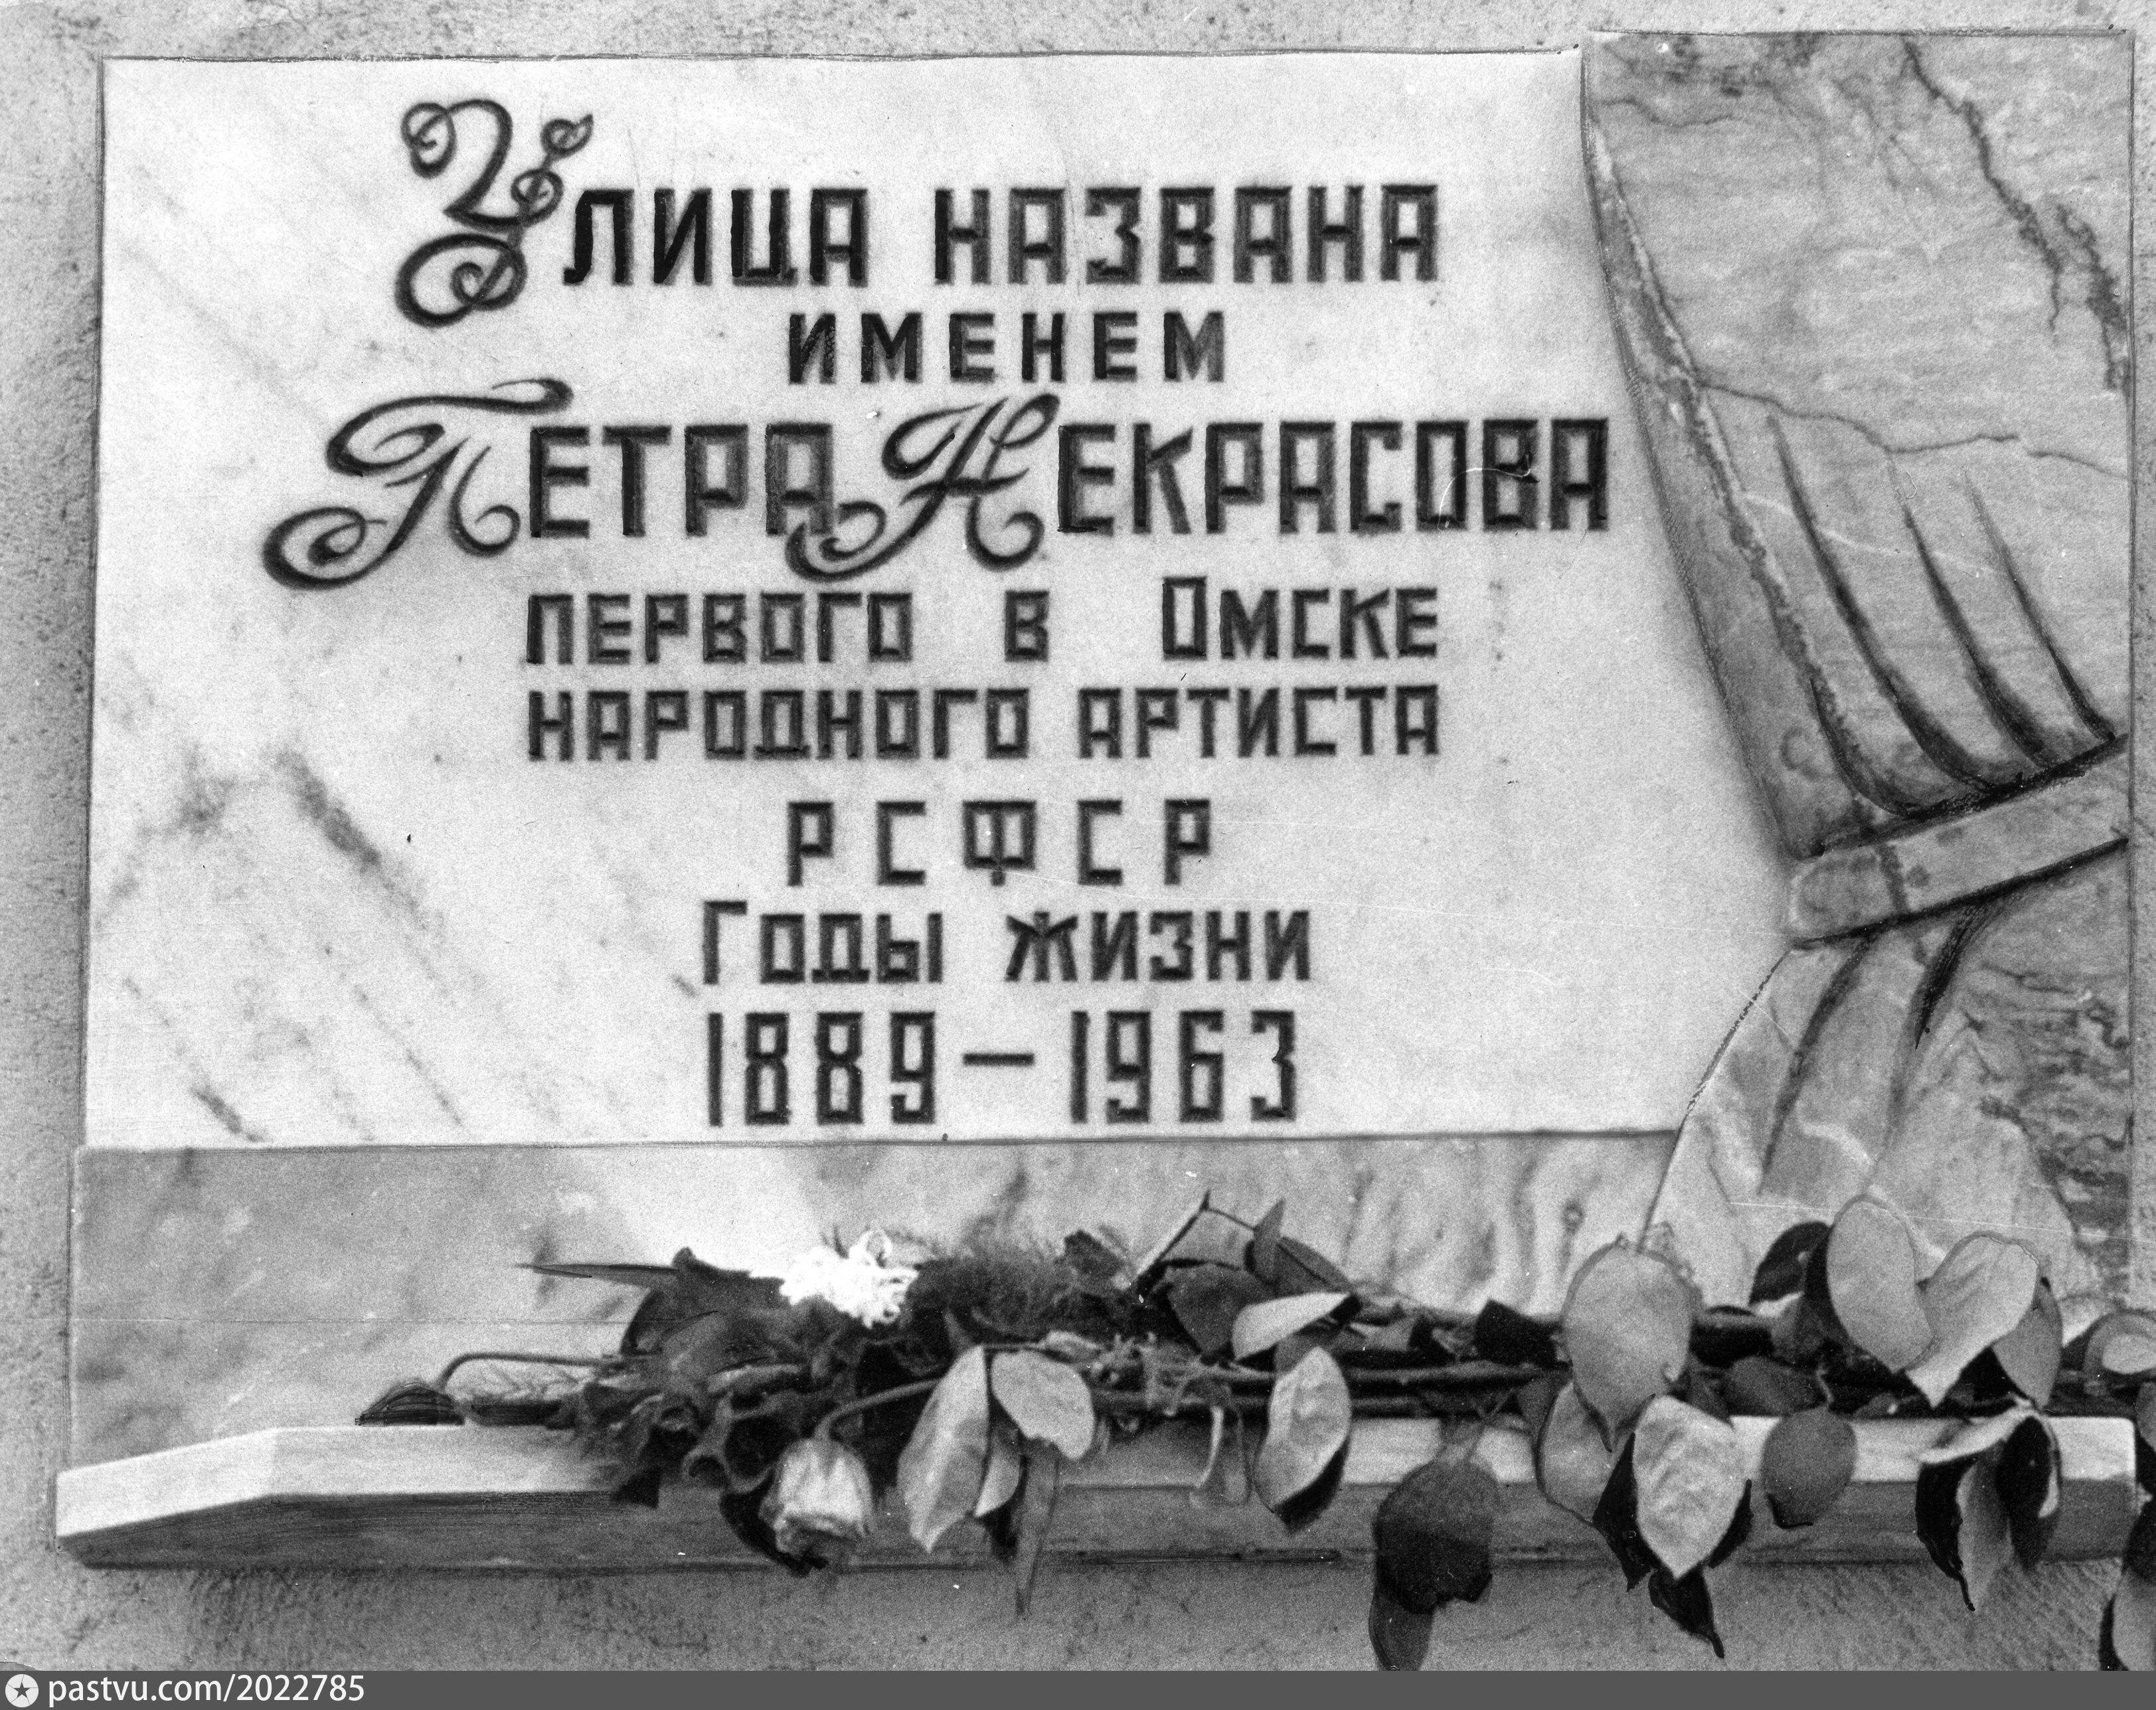 Улица названа
именем
Петра Некрасова
первого в Омске
народного артиста
РСФСР
Годы жизни
1889 – 1963
pastvu.com/2022785